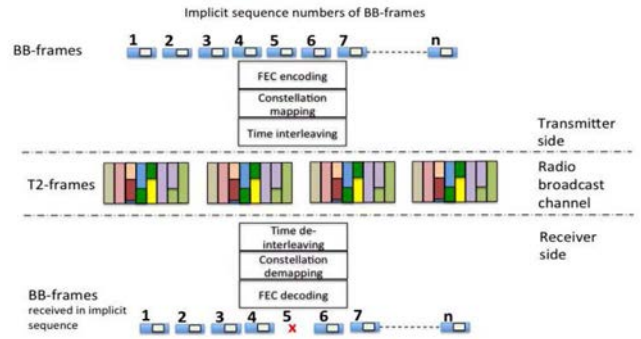 Implicit sequence numbers of BB-frames
1 2 3 4 5 6 7 n
BB-frames
FEC encoding
Constellation
mapping
Time interleaving
Transmitter
side
T2-frames
Radio
broadcast
channel
Time de-
interleaving
Constellation
demapping
FEC decoding
Receiver
side
BB-frames
received in implicit
sequence
1 2 3 4 5 6 7 n
x